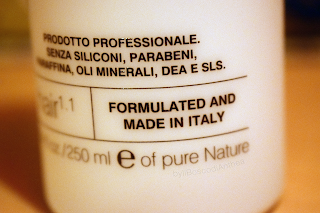 PRODOTTO PROFESSIONALE.
SENZA SILICONI, PARABENI,
OLI MINERALI, DEA E SLS.
1.1
FORMULATED AND
MADE IN ITALY
/250 ml e of pure Nature